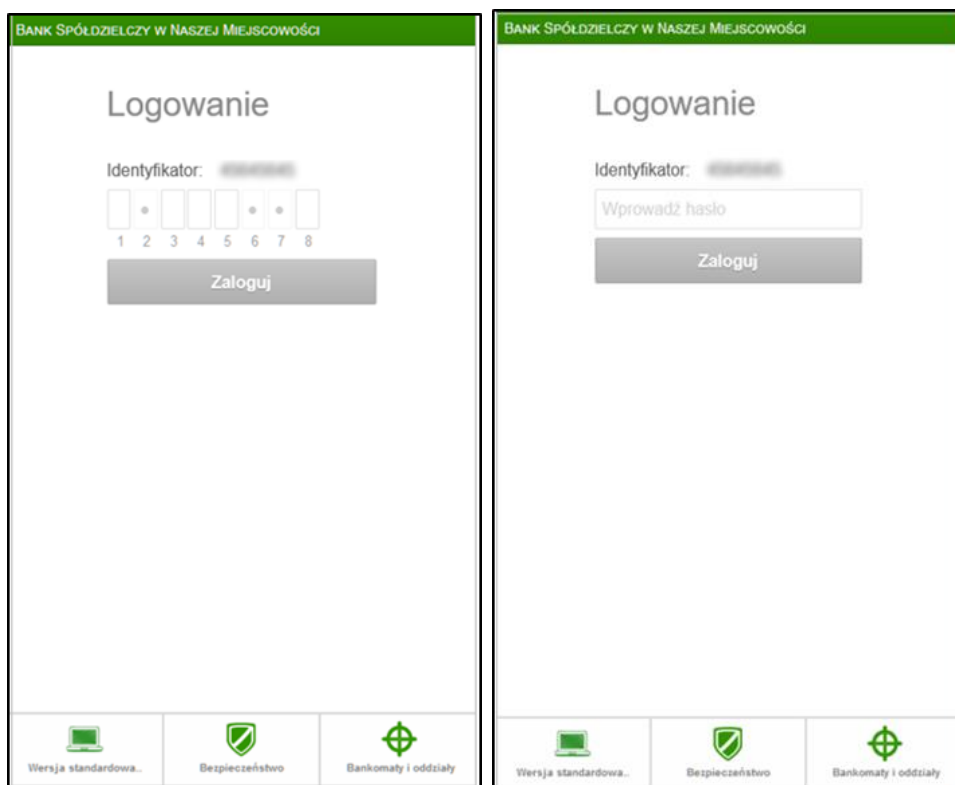 BANK SPÓŁDZIELCZY W NASZEJ MIEJSCOWOŚCI
Logowanie
Identyfikator:
1 2 3 4 5 6 7 8
Zaloguj
Wersja standardowa..
Bezpieczeństwo
Bankomaty i oddziały
BANK SPÓŁDZIELCZY W NASZEJ MIEJSCOWOŚCI
Logowanie
Identyfikator:
Wprowadź hasło
Zaloguj
Wersja standardowa..
Bezpieczeństwo
Bankomaty i oddziały